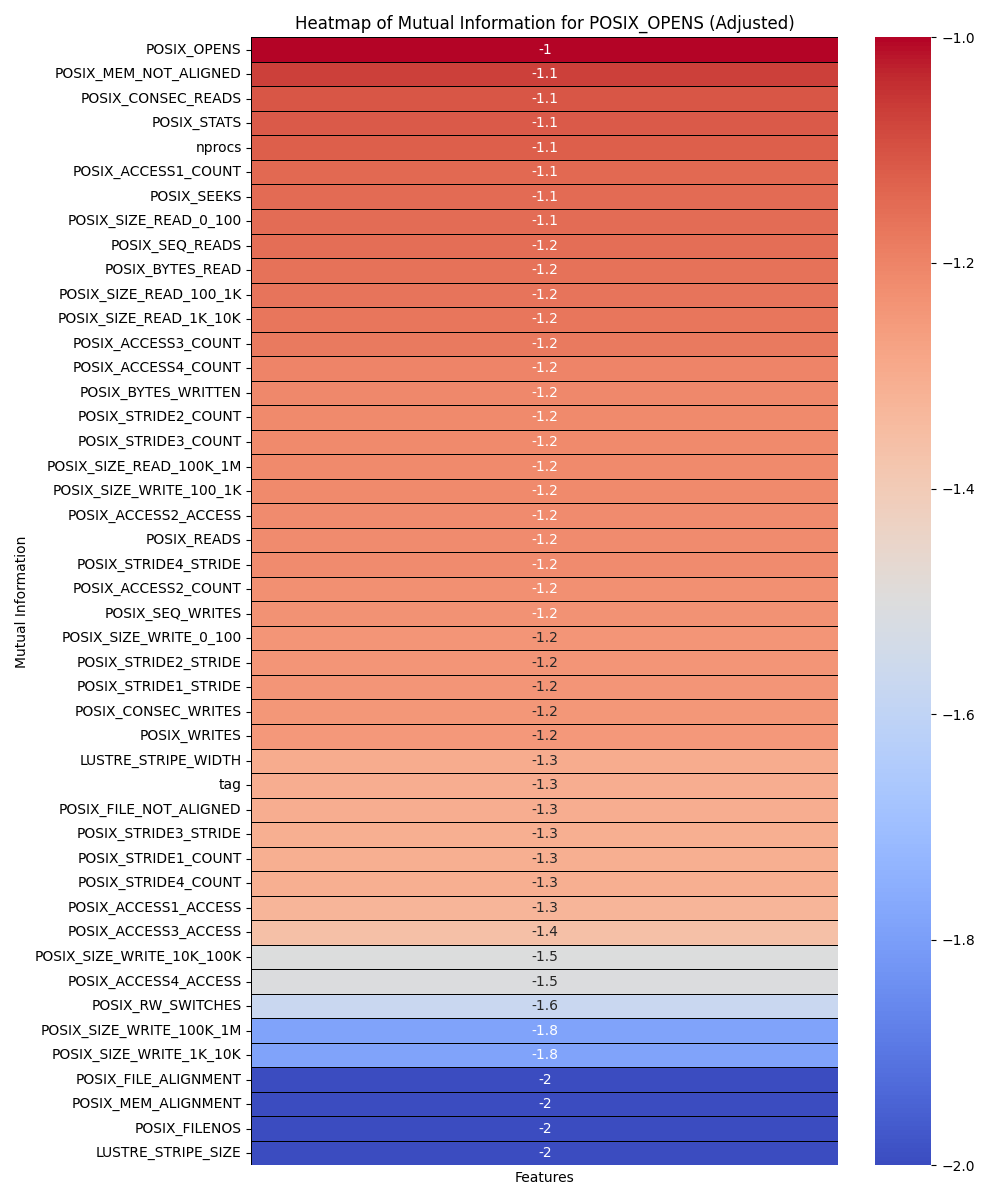 Heatmap of Mutual Information for POSIX_OPENS (Adjusted)
POSIX_OPENS -1
POSIX_MEM_NOT_ALIGNED -1.1
POSIX_CONSEC_READS -1.1
POSIX_STATS -1.1
nprocs -1.1
POSIX_ACCESS1_COUNT -1.1
POSIX_SEEKS -1.1
POSIX_SIZE_READ_0_100 -1.1
POSIX_SEQ_READS -1.2
POSIX_BYTES_READ -1.2
POSIX_SIZE_READ_100_1K -1.2
POSIX_SIZE_READ_1K_10K -1.2
POSIX_ACCESS3_COUNT -1.2
POSIX_ACCESS4_COUNT -1.2
POSIX_BYTES_WRITTEN -1.2
POSIX_STRIDE2_COUNT -1.2
POSIX_STRIDE3_COUNT -1.2
POSIX_SIZE_READ_100K_1M -1.2
POSIX_SIZE_WRITE_100_1K -1.2
POSIX_ACCESS2_ACCESS -1.2
POSIX_READS -1.2
POSIX_STRIDE4_STRIDE -1.2
POSIX_ACCESS2_COUNT -1.2
POSIX_SEQ_WRITES -1.2
POSIX_SIZE_WRITE_0_100 -1.2
POSIX_STRIDE2_STRIDE -1.2
POSIX_STRIDE1_STRIDE -1.2
POSIX_CONSEC_WRITES -1.2
POSIX_WRITES -1.2
LUSTRE_STRIPE_WIDTH -1.3
tag -1.3
POSIX_FILE_NOT_ALIGNED -1.3
POSIX_STRIDE3_STRIDE -1.3
POSIX_STRIDE1_COUNT -1.3
POSIX_STRIDE4_COUNT -1.3
POSIX_ACCESS1_ACCESS -1.3
POSIX_ACCESS3_ACCESS -1.4
POSIX_SIZE_WRITE_10K_100K -1.5
POSIX_ACCESS4_ACCESS -1.5
POSIX_RW_SWITCHES -1.6
POSIX_SIZE_WRITE_100K_1M -1.8
POSIX_SIZE_WRITE_1K_10K -1.8
POSIX_FILE_ALIGNMENT -2
POSIX_MEM_ALIGNMENT -2
POSIX_FILENOS -2
LUSTRE_STRIPE_SIZE -2
Mutual Information
Features
−1.0
−1.2
−1.4
−1.6
−1.8
−2.0